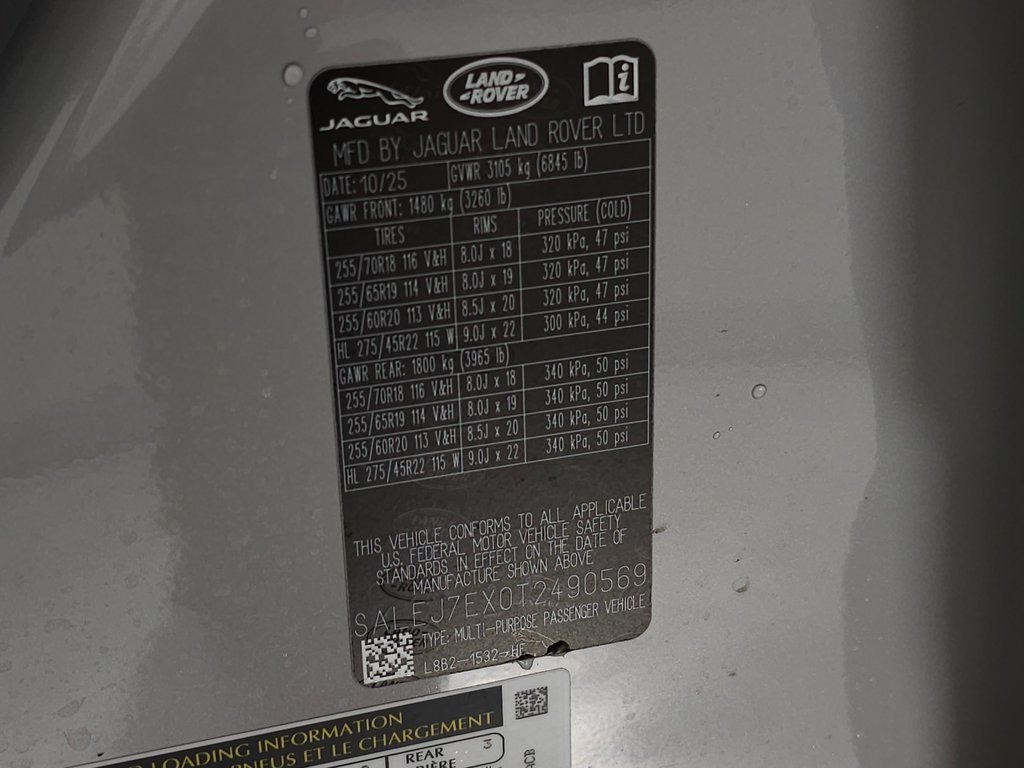 JAGUAR
LAND-
-ROVER
i
MFD BY JAGUAR LAND ROVER LTD
DATE: 10/25 GVWR 3105 kg (6845 lb)
GAWR FRONT: 1480 kg (3260 lb)
TIRES RIMS PRESSURE (COLD)
255/70R18 116 V&H 8.0J x 18 320 kPa, 47 psi
255/65R19 114 V&H 8.0J x 19 320 kPa, 47 psi
255/60R20 113 V&H 8.5J x 20 320 kPa, 47 psi
HL 275/45R22 115 W 9.0J x 22 300 kPa, 44 psi
GAWR REAR: 1800 kg (3965 lb)
255/70R18 116 V&H 8.0J x 18 340 kPa, 50 psi
255/65R19 114 V&H 8.0J x 19 340 kPa, 50 psi
255/60R20 113 V&H 8.5J x 20 340 kPa, 50 psi
HL 275/45R22 115 W 9.0J x 22 340 kPa, 50 psi
THIS VEHICLE CONFORMS TO ALL APPLICABLE
U.S. FEDERAL MOTOR VEHICLE SAFETY
STANDARDS IN EFFECT ON THE DATE OF
MANUFACTURE SHOWN ABOVE
SALEJ7EX0T2490569
TYPE: MULTI-PURPOSE PASSENGER VEHICLE
L8B2-1532-HF
LOADING INFORMATION
PNEUS ET LE CHARGEMENT
REAR 3